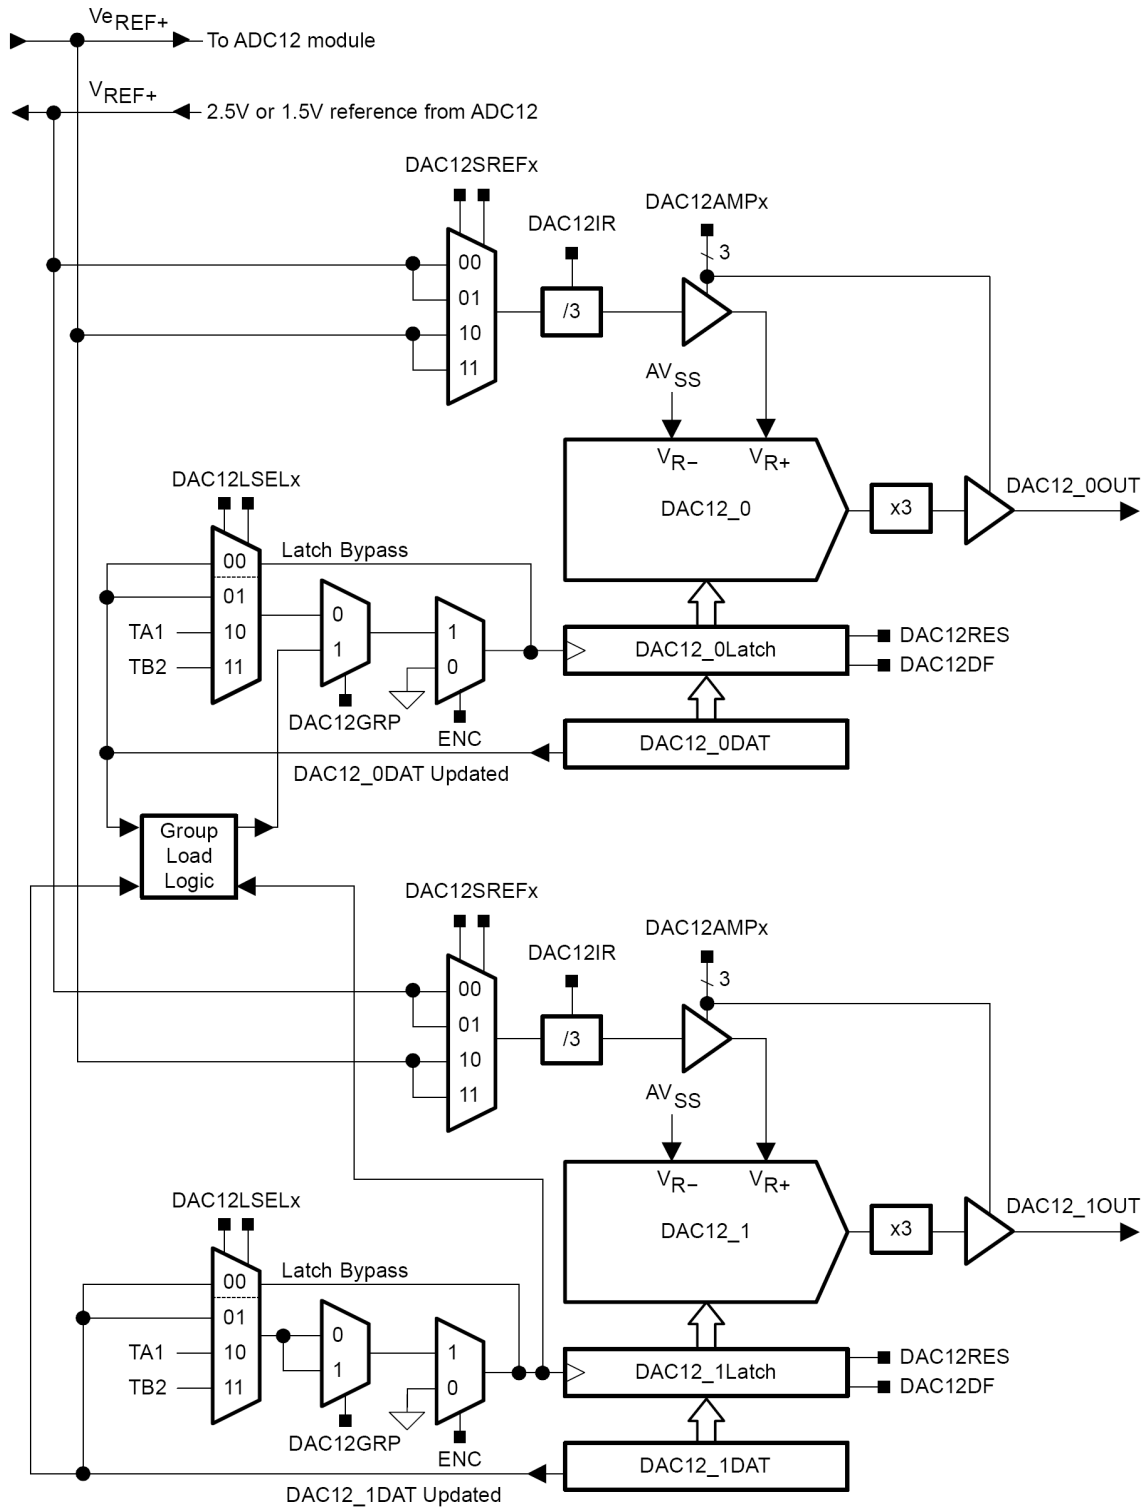 VeREF+
To ADC12 module
VREF+
2.5V or 1.5V reference from ADC12
DAC12SREFx
DAC12IR
DAC12AMPx
3
00
01
10
11
/3
AVSS
VR−
VR+
DAC12_0
x3
DAC12_0OUT
DAC12LSELx
Latch Bypass
00
01
TA1
10
TB2
11
0
1
DAC12GRP
1
0
ENC
DAC12_0Latch
DAC12RES
DAC12DF
DAC12_0DAT
DAC12_0DAT Updated
Group
Load
Logic
DAC12SREFx
DAC12IR
DAC12AMPx
3
00
01
10
11
/3
AVSS
VR−
VR+
DAC12_1
x3
DAC12_1OUT
DAC12LSELx
Latch Bypass
00
01
TA1
10
TB2
11
0
1
DAC12GRP
1
0
ENC
DAC12_1Latch
DAC12RES
DAC12DF
DAC12_1DAT
DAC12_1DAT Updated